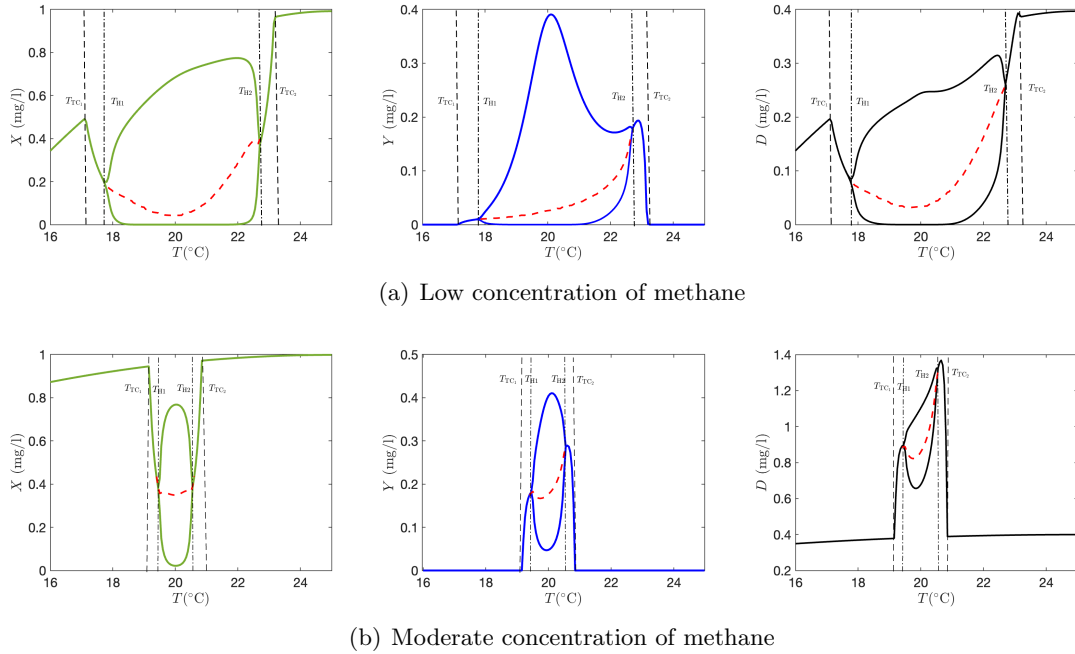 X (mg/l)
1
0.8
0.6
0.4
0.2
0
T_TC₁
T_H1
T_H2
T_TC₂
16 18 20 22 24
T(°C)
Y (mg/l)
0.4
0.3
0.2
0.1
0
T_TC₁
T_H1
T_H2
T_TC₂
16 18 20 22 24
T(°C)
D (mg/l)
0.4
0.3
0.2
0.1
0
T_TC₁
T_H1
T_H2
T_TC₂
16 18 20 22 24
T(°C)
(a) Low concentration of methane
X (mg/l)
1
0.8
0.6
0.4
0.2
0
T_TC₁
T_H1
T_H2
T_TC₂
16 18 20 22 24
T(°C)
Y (mg/l)
0.5
0.4
0.3
0.2
0.1
0
T_TC₁
T_H1
T_H2
T_TC₂
16 18 20 22 24
T(°C)
D (mg/l)
1.4
1.2
1
0.8
0.6
0.4
0.2
T_TC₁
T_H1
T_H2
T_TC₂
16 18 20 22 24
T(°C)
(b) Moderate concentration of methane